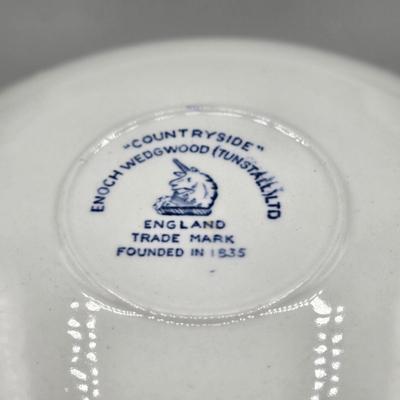 "COUNTRYSIDE"
ENOCH WEDGWOOD (TUNSTALL) LTD
ENGLAND
TRADE MARK
FOUNDED IN 1835